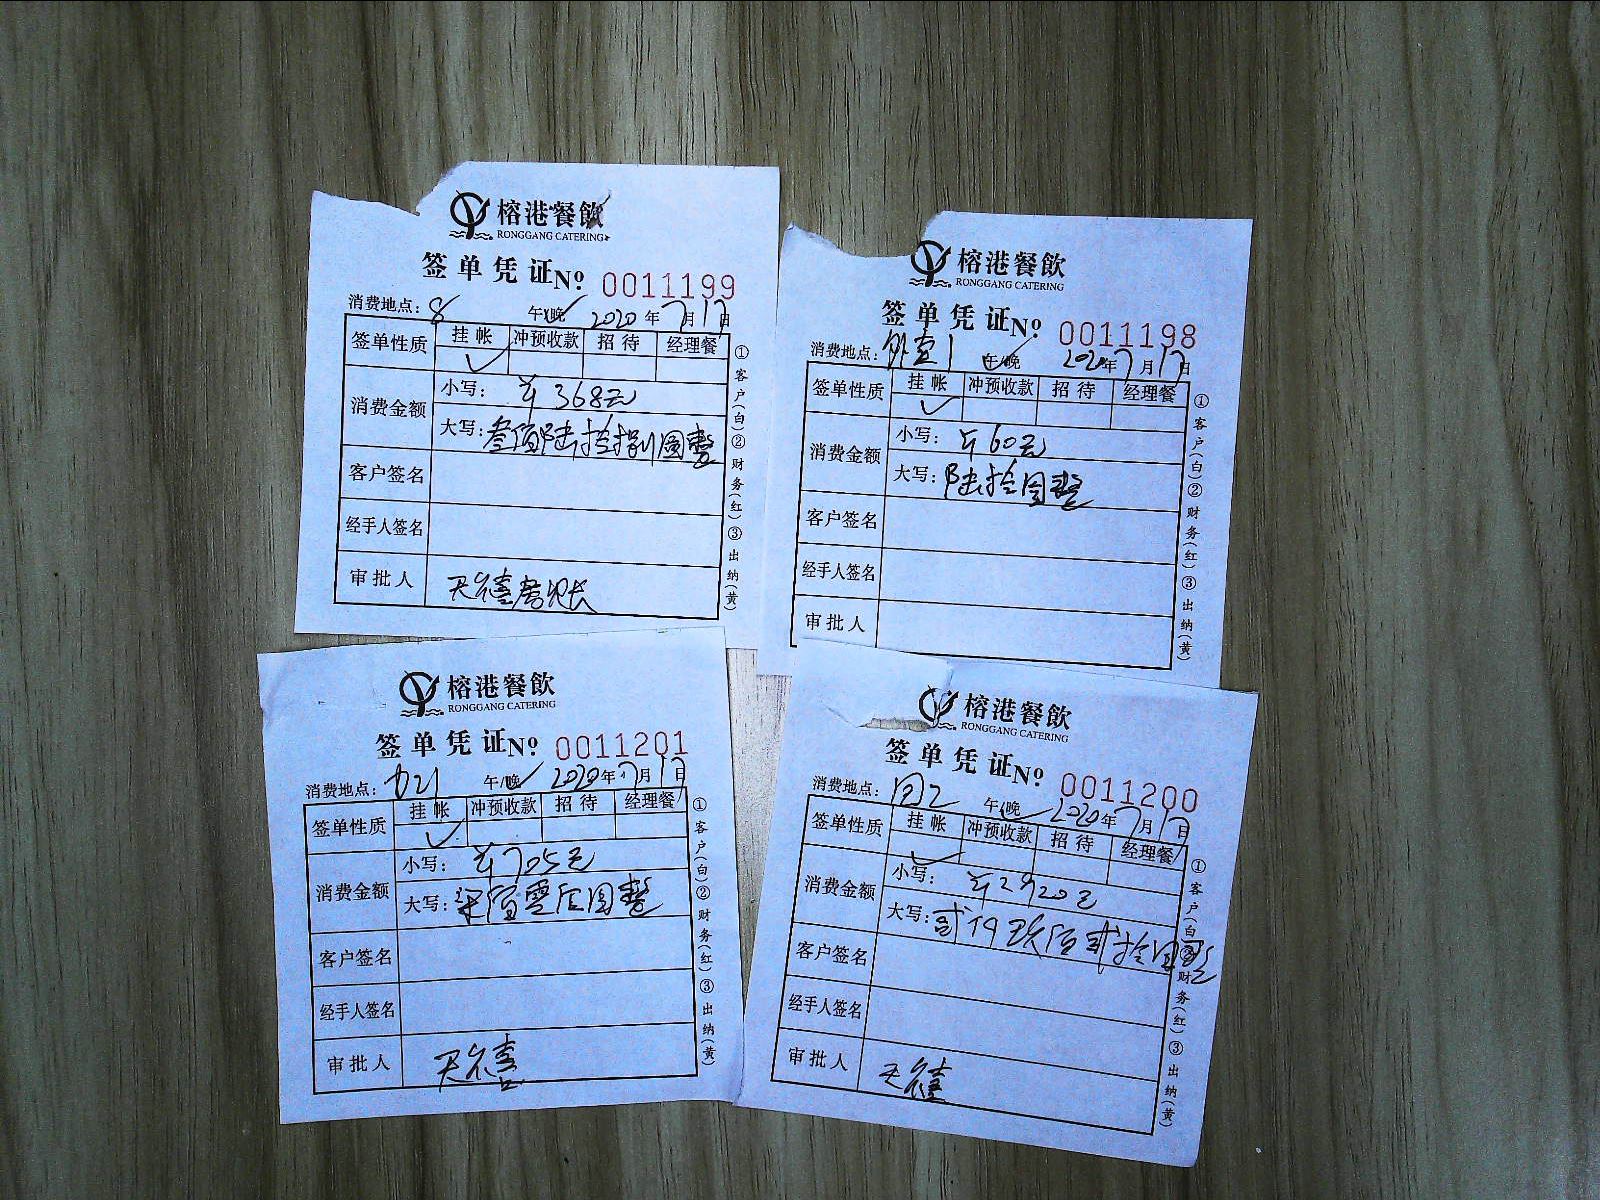 榕港餐飲
RONGGANG CATERING
签单凭证№ 0011199
消费地点：8 午/晚 2020年7月17日
签单性质 挂帐 冲预收款 招待 经理餐
消费金额 小写：¥368元
大写：叁佰陆拾捌圆整
客户签名
经手人签名
审批人
①客户(白)②财务(红)③出纳(黄)
榕港餐飲
RONGGANG CATERING
签单凭证№ 0011198
消费地点：外 1 午/晚 2020年7月17日
签单性质 挂帐 冲预收款 招待 经理餐
消费金额 小写：¥60元
大写：陆拾圆整
客户签名
经手人签名
审批人
①客户(白)②财务(红)③出纳(黄)
榕港餐飲
RONGGANG CATERING
签单凭证№ 0011201
消费地点： 午/晚 2020年7月17日
签单性质 挂帐 冲预收款 招待 经理餐
消费金额 小写：¥705元
大写：柒佰零伍圆整
客户签名
经手人签名
审批人
①客户(白)②财务(红)③出纳(黄)
榕港餐飲
RONGGANG CATERING
签单凭证№ 0011200
消费地点： 午/晚 2020年7月17日
签单性质 挂帐 冲预收款 招待 经理餐
消费金额 小写：¥2920元
大写：贰仟玖佰贰拾圆整
客户签名
经手人签名
审批人
①客户(白)②财务(红)③出纳(黄)